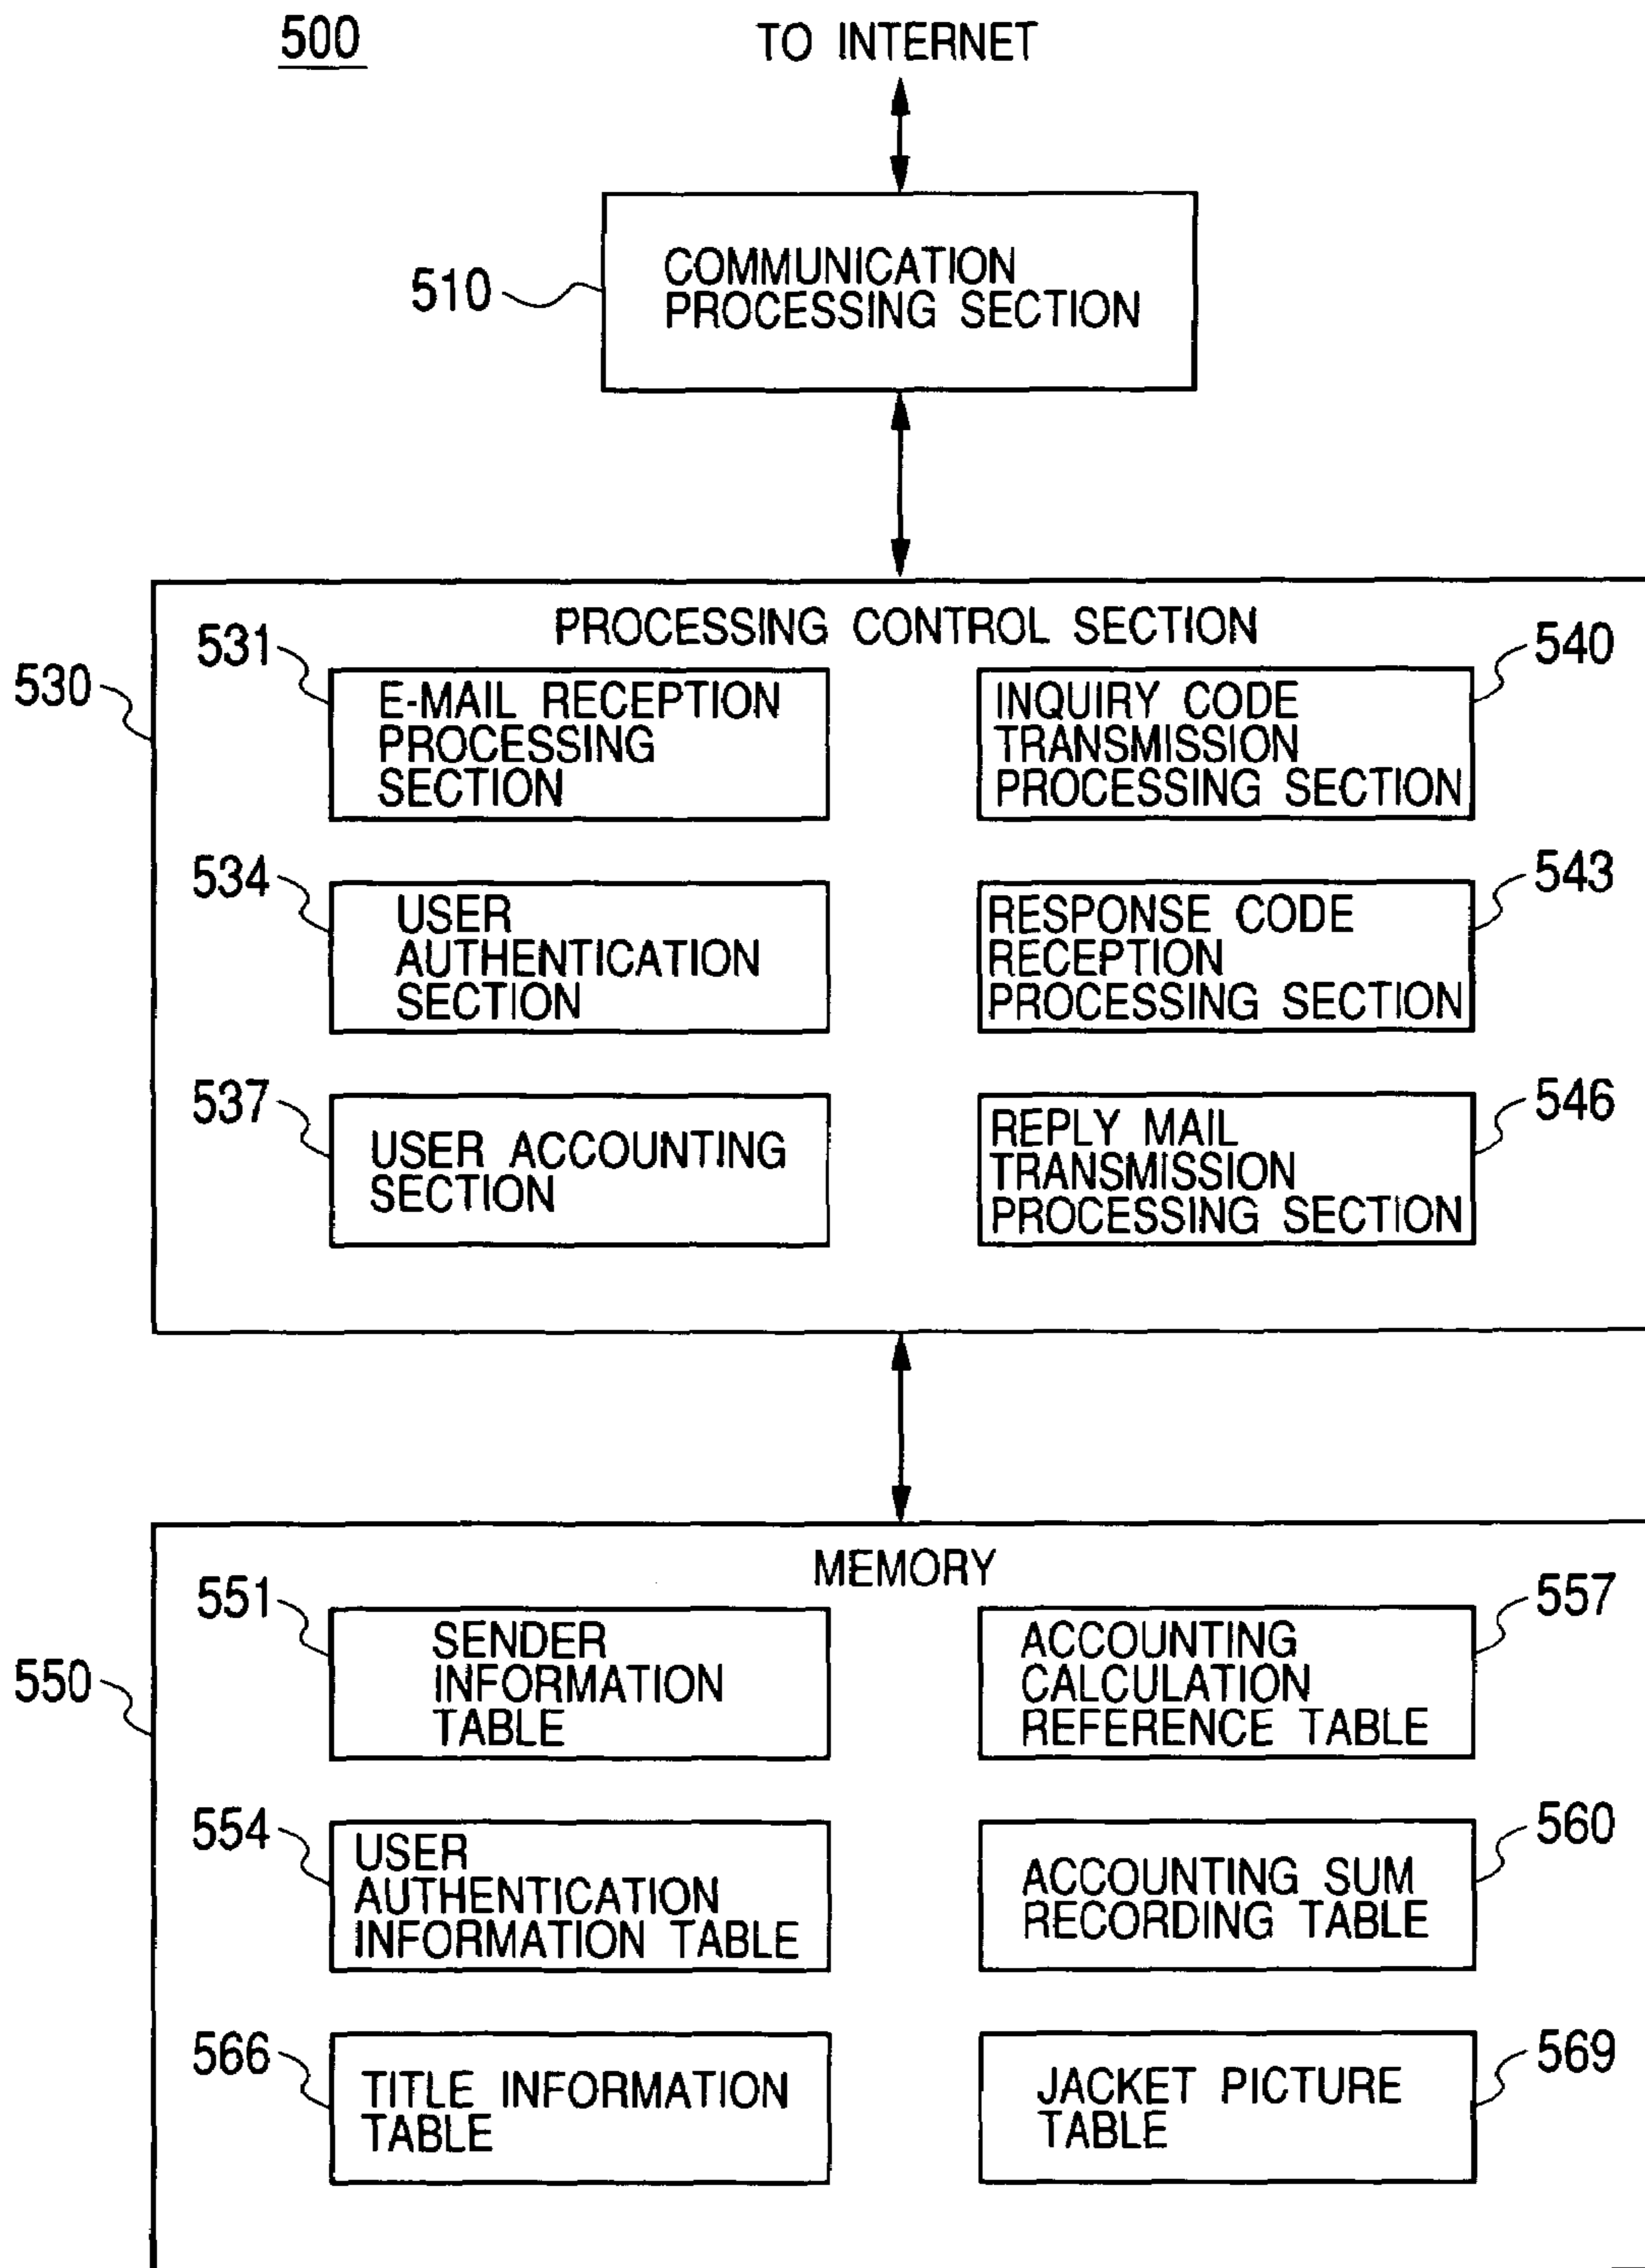 500
TO INTERNET
510
COMMUNICATION
PROCESSING SECTION
530
PROCESSING CONTROL SECTION
531
E-MAIL RECEPTION
PROCESSING
SECTION
540
INQUIRY CODE
TRANSMISSION
PROCESSING SECTION
534
USER
AUTHENTICATION
SECTION
543
RESPONSE CODE
RECEPTION
PROCESSING SECTION
537
USER ACCOUNTING
SECTION
546
REPLY MAIL
TRANSMISSION
PROCESSING SECTION
550
MEMORY
551
SENDER
INFORMATION
TABLE
557
ACCOUNTING
CALCULATION
REFERENCE TABLE
554
USER
AUTHENTICATION
INFORMATION TABLE
560
ACCOUNTING SUM
RECORDING TABLE
566
TITLE INFORMATION
TABLE
569
JACKET PICTURE
TABLE